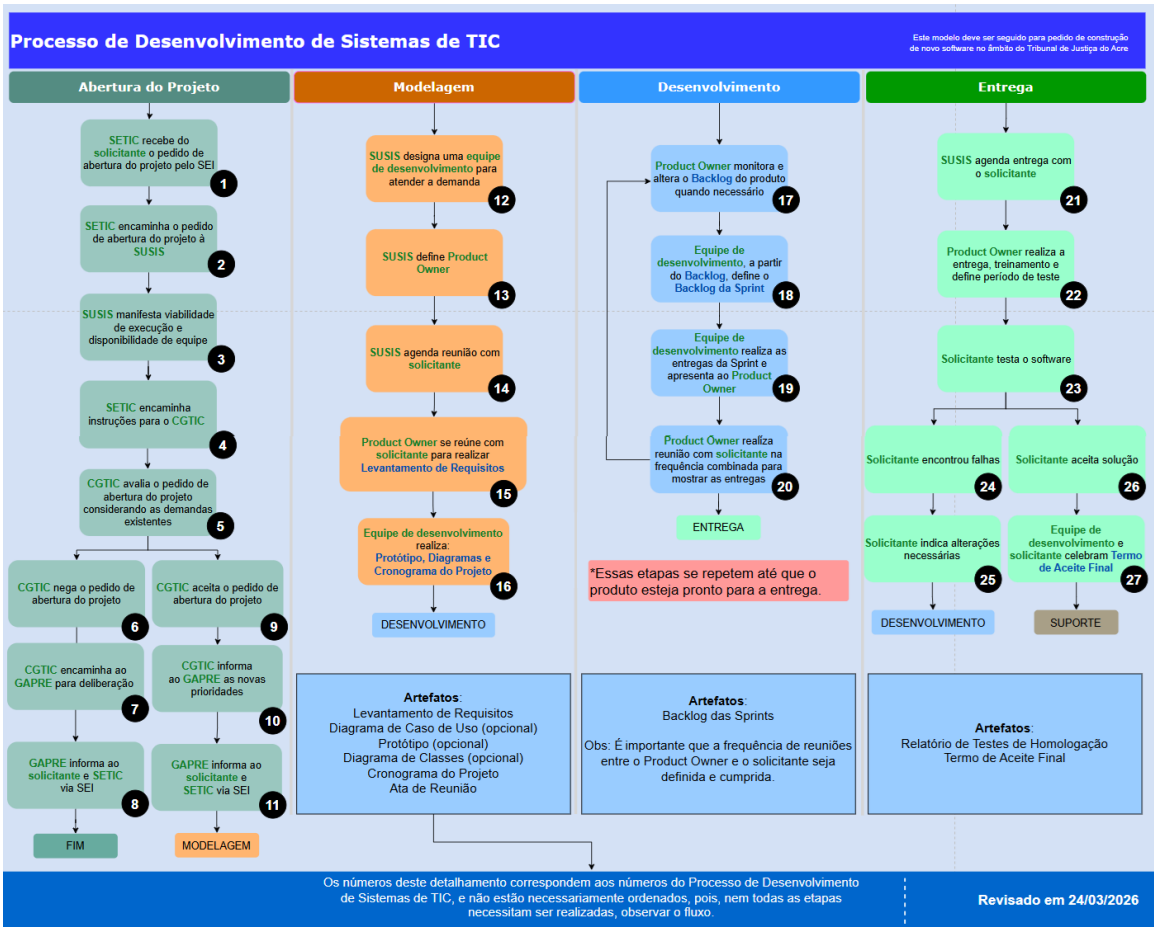 Processo de Desenvolvimento de Sistemas de TIC
Este modelo deve ser seguido para pedido de construção
de novo software no âmbito do Tribunal de Justiça do Acre
Abertura do Projeto
SETIC recebe do
solicitante o pedido de
abertura do projeto pelo SEI
1
SETIC encaminha o pedido
de abertura do projeto à
SUSIS
2
SUSIS manifesta viabilidade
de execução e
disponibilidade de equipe
3
SETIC encaminha
instruções para o CGTIC
4
CGTIC avalia o pedido de
abertura do projeto
considerando as demandas
existentes
5
CGTIC nega o pedido de
abertura do projeto
6
CGTIC encaminha ao
GAPRE para deliberação
7
GAPRE informa ao
solicitante e SETIC
via SEI
8
FIM
CGTIC aceita o pedido de
abertura do projeto
9
CGTIC informa
ao GAPRE as novas
prioridades
10
GAPRE informa ao
solicitante e
SETIC via SEI
11
MODELAGEM
Modelagem
SUSIS designa uma equipe
de desenvolvimento para
atender a demanda
12
SUSIS define Product
Owner
13
SUSIS agenda reunião com
solicitante
14
Product Owner se reúne com
solicitante para realizar
Levantamento de Requisitos
15
Equipe de desenvolvimento
realiza:
Protótipo, Diagramas e
Cronograma do Projeto
16
DESENVOLVIMENTO
Artefatos:
Levantamento de Requisitos
Diagrama de Caso de Uso (opcional)
Protótipo (opcional)
Diagrama de Classes (opcional)
Cronograma do Projeto
Ata de Reunião
Desenvolvimento
Product Owner monitora e
altera o Backlog do produto
quando necessário
17
Equipe de
desenvolvimento, a partir
do Backlog, define o
Backlog da Sprint
18
Equipe de
desenvolvimento realiza as
entregas da Sprint e
apresenta ao Product
Owner
19
Product Owner realiza
reunião com solicitante na
frequência combinada para
mostrar as entregas
20
ENTREGA
*Essas etapas se repetem até que o
produto esteja pronto para a entrega.
Artefatos:
Backlog das Sprints
Obs: É importante que a frequência de reuniões
entre o Product Owner e o solicitante seja
definida e cumprida.
Entrega
SUSIS agenda entrega com
o solicitante
21
Product Owner realiza a
entrega, treinamento e
define período de teste
22
Solicitante testa o software
23
Solicitante encontrou falhas
24
Solicitante indica alterações
necessárias
25
DESENVOLVIMENTO
Solicitante aceita solução
26
Equipe de
desenvolvimento e
solicitante celebram Termo
de Aceite Final
27
SUPORTE
Artefatos:
Relatório de Testes de Homologação
Termo de Aceite Final
Os números deste detalhamento correspondem aos números do Processo de Desenvolvimento
de Sistemas de TIC, e não estão necessariamente ordenados, pois, nem todas as etapas
necessitam ser realizadas, observar o fluxo.
Revisado em 24/03/2026